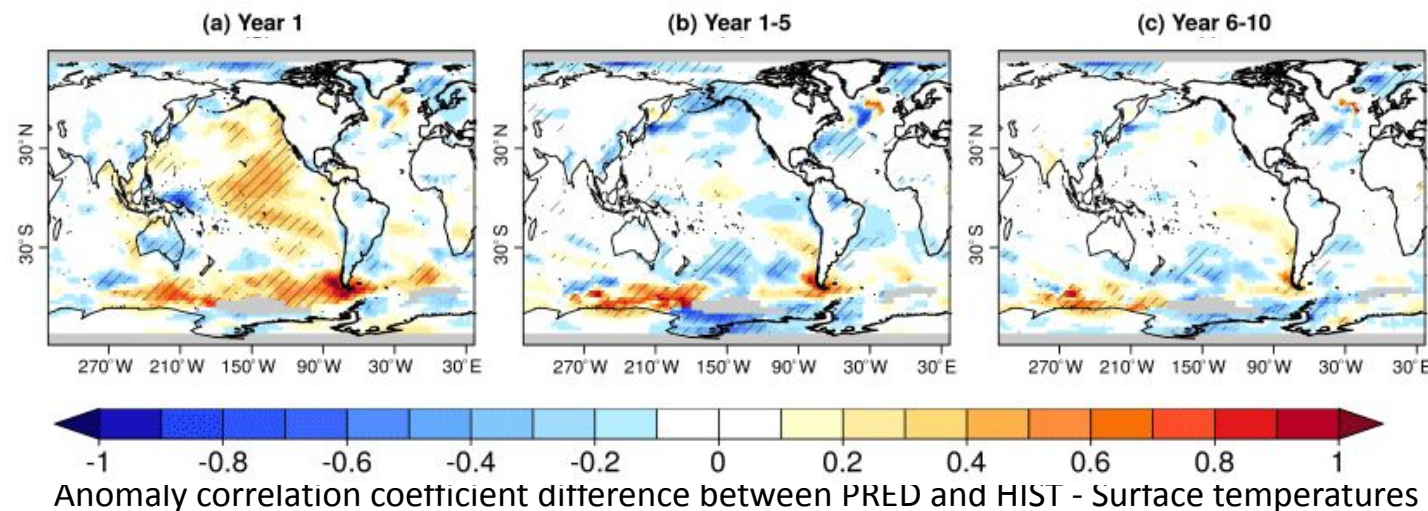 (a) Year 1
(b) Year 1-5
(c) Year 6-10
30°N
30°S
270°W 210°W 150°W 90°W 30°W 30°E
30°N
30°S
270°W 210°W 150°W 90°W 30°W 30°E
30°N
30°S
270°W 210°W 150°W 90°W 30°W 30°E
-1 -0.8 -0.6 -0.4 -0.2 0 0.2 0.4 0.6 0.8 1
Anomaly correlation coefficient difference between PRED and HIST - Surface temperatures